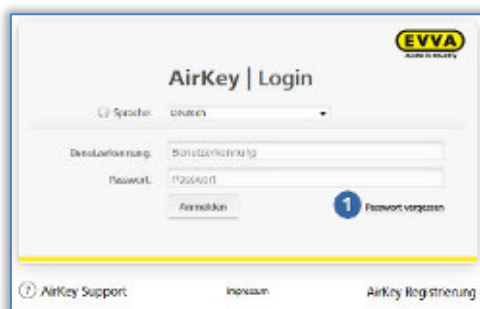 EVVA
AirKey | Login
Sprache: Deutsch
Benutzerkennung: Benutzerkennung
Passwort: Passwort
Anmelden 1 Passwort vergessen
? AirKey Support Impressum AirKey Registrierung